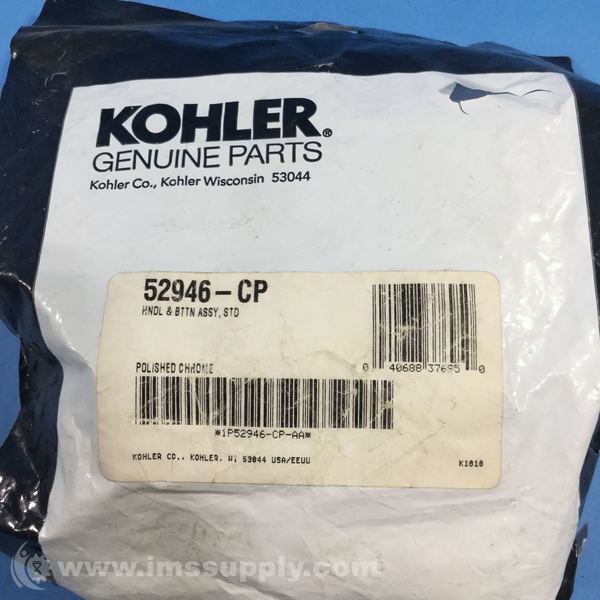 KOHLER®
GENUINE PARTS
Kohler Co., Kohler Wisconsin 53044
52946-CP
HNDL & BTTN ASSY, STD
POLISHED CHROME
0 40688 37695 0
*1P52946-CP-AA*
KOHLER CO., KOHLER, WI 53044 USA/EEUU
K1010
© www.imssupply.com